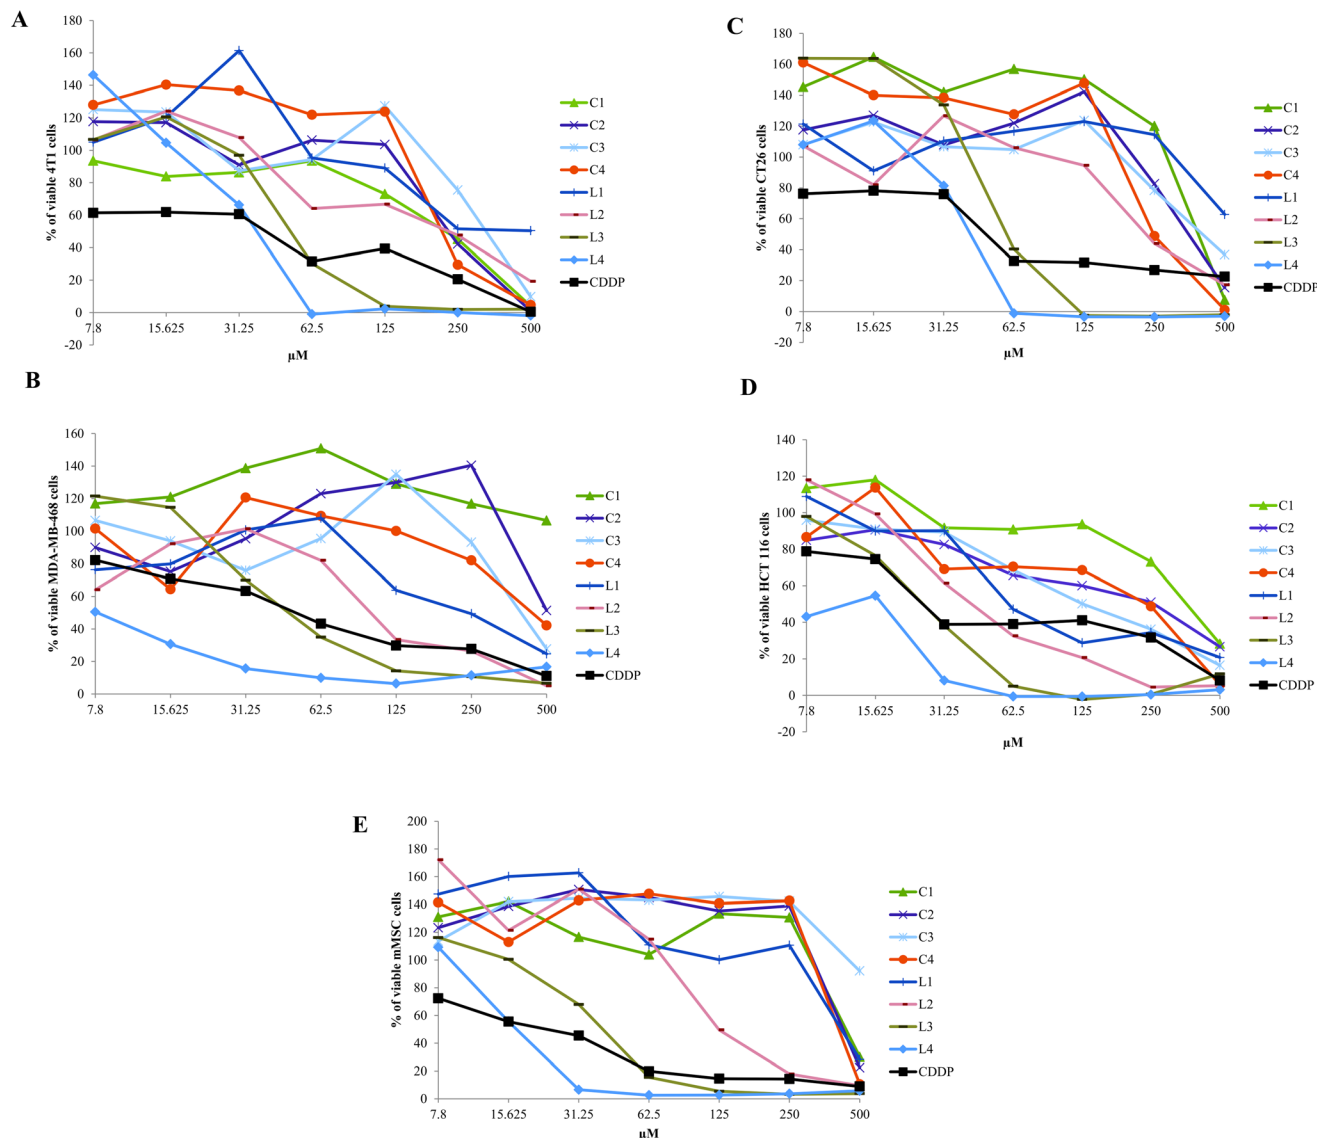 A
% of viable 4T1 cells
180
160
140
120
100
80
60
40
20
0
-20
7.8 15.625 31.25 62.5 125 250 500
µM
C1
C2
C3
C4
L1
L2
L3
L4
CDDP
C
% of viable CT26 cells
180
160
140
120
100
80
60
40
20
0
-20
7.8 15.625 31.25 62.5 125 250 500
µM
C1
C2
C3
C4
L1
L2
L3
L4
CDDP
B
% of viable MDA-MB-468 cells
160
140
120
100
80
60
40
20
0
7.8 15.625 31.25 62.5 125 250 500
µM
C1
C2
C3
C4
L1
L2
L3
L4
CDDP
D
% of viable HCT 116 cells
140
120
100
80
60
40
20
0
-20
7.8 15.625 31.25 62.5 125 250 500
µM
C1
C2
C3
C4
L1
L2
L3
L4
CDDP
E
% of viable mMSC cells
200
180
160
140
120
100
80
60
40
20
0
7.8 15.625 31.25 62.5 125 250 500
µM
C1
C2
C3
C4
L1
L2
L3
L4
CDDP